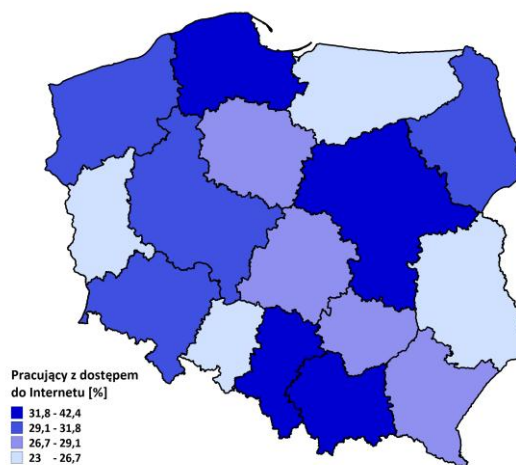 Pracujący z dostępem
do Internetu [%]
31,8 - 42,4
29,1 - 31,8
26,7 - 29,1
23 - 26,7